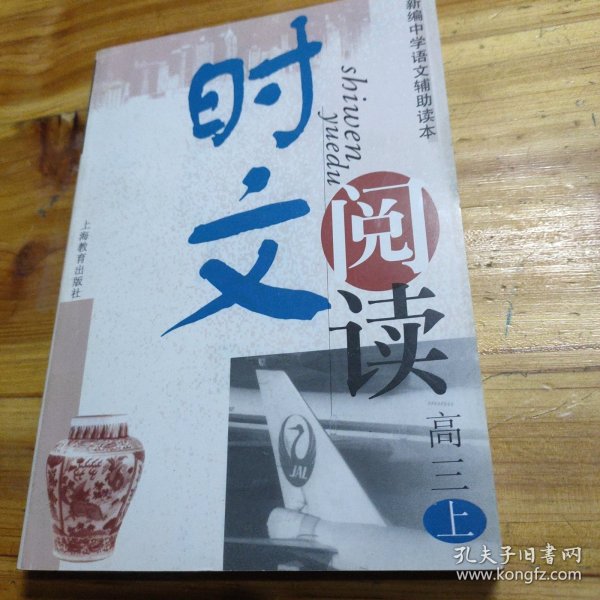 新编中学语文辅助读本
时文
shiwen
yuedu
阅读
上海教育出版社
JAL
高三
上
孔夫子旧书网
www.kongfz.com